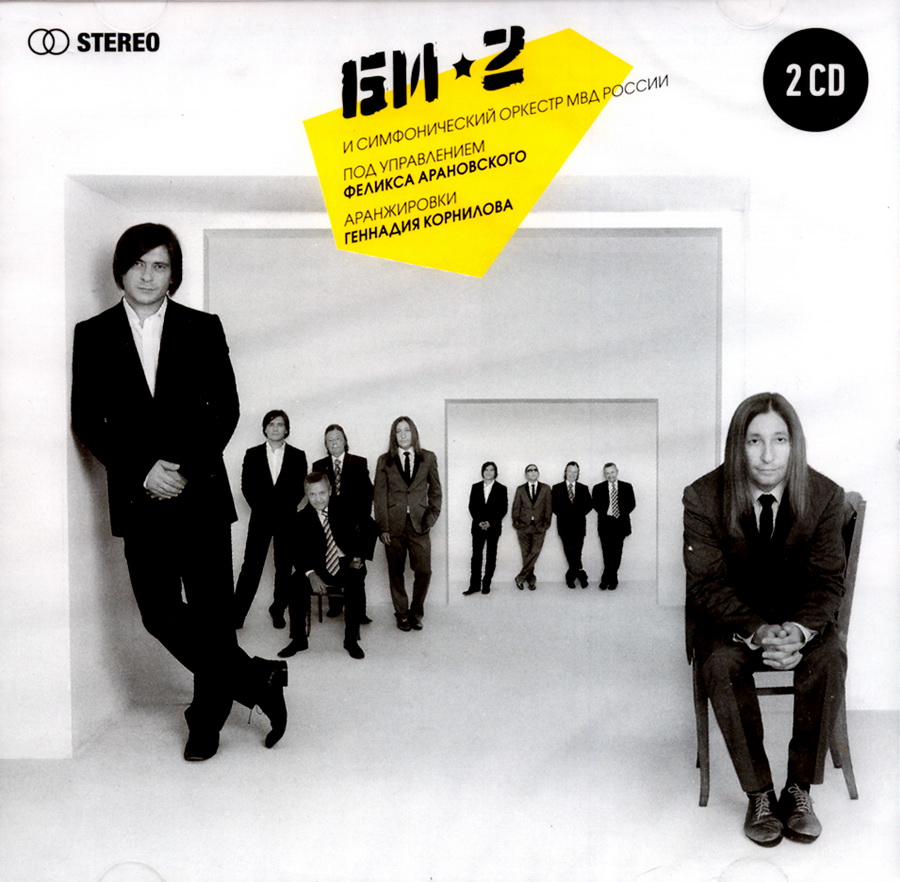 STEREO
БИ★2
2 CD
И СИМФОНИЧЕСКИЙ ОРКЕСТР МВД РОССИИ
ПОД УПРАВЛЕНИЕМ
ФЕЛИКСА АРАНОВСКОГО
АРАНЖИРОВКИ
ГЕННАДИЯ КОРНИЛОВА